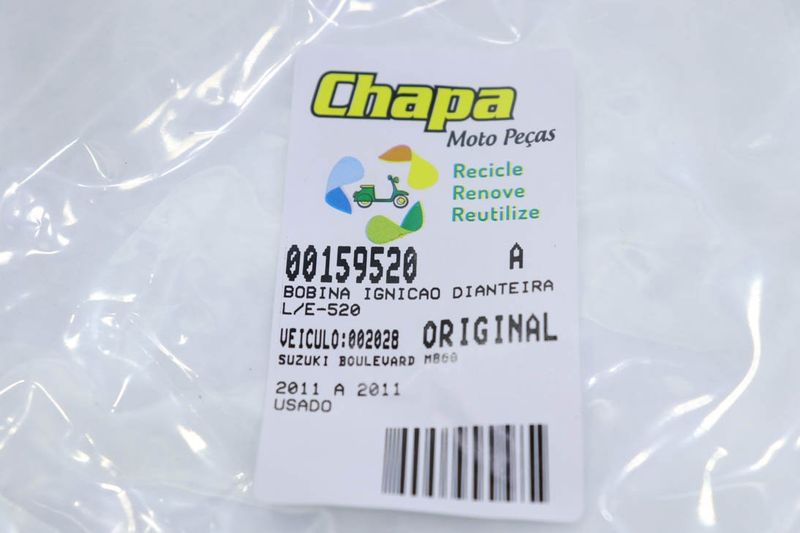 Chapa
Moto Peças
Recicle
Renove
Reutilize
00159520 A
BOBINA IGNICAO DIANTEIRA
L/E-520
VEICULO:002028 ORIGINAL
SUZUKI BOULEVARD M800
2011 A 2011
USADO